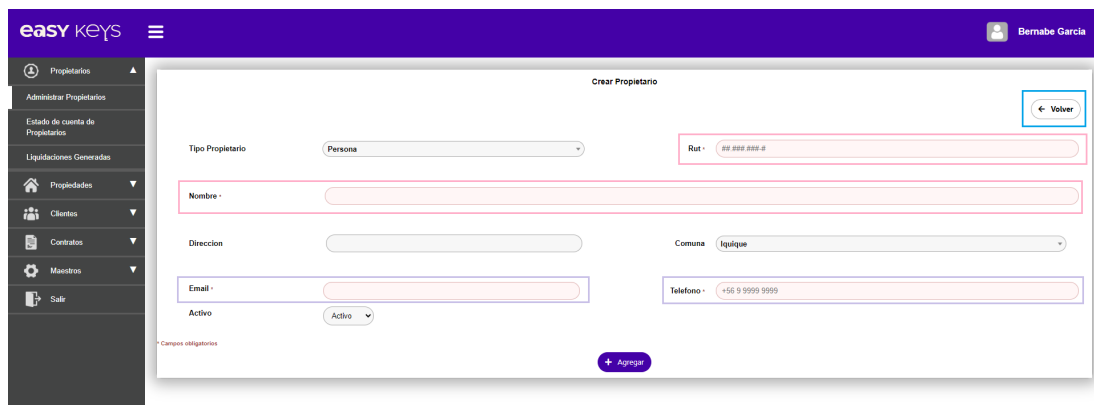 easy keys
Bernabe Garcia
Propietarios
Administrar Propietarios
Estado de cuenta de
Propietarios
Liquidaciones Generadas
Propiedades
Clientes
Contratos
Maestros
Salir
Crear Propietario
← Volver
Tipo Propietario
Persona
Rut *
##.###.###-#
Nombre *
Direccion
Comuna
Iquique
Email *
Telefono *
+56 9 9999 9999
Activo
Activo
* Campos obligatorios
+ Agregar